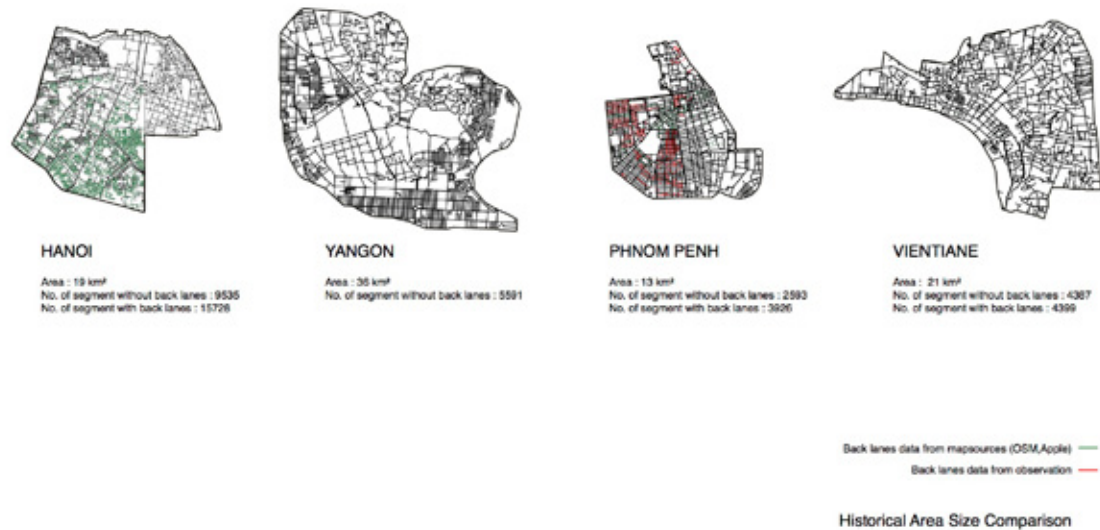 HANOI
Area : 19 km²
No. of segment without back lanes : 9535
No. of segment with back lanes : 15728
YANGON
Area : 36 km²
No. of segment without back lanes : 5591
PHNOM PENH
Area : 13 km²
No. of segment without back lanes : 2593
No. of segment with back lanes : 3926
VIENTIANE
Area : 21 km²
No. of segment without back lanes : 4387
No. of segment with back lanes : 4399
Back lanes data from mapsources (OSM,Apple)
Back lanes data from observation
Historical Area Size Comparison